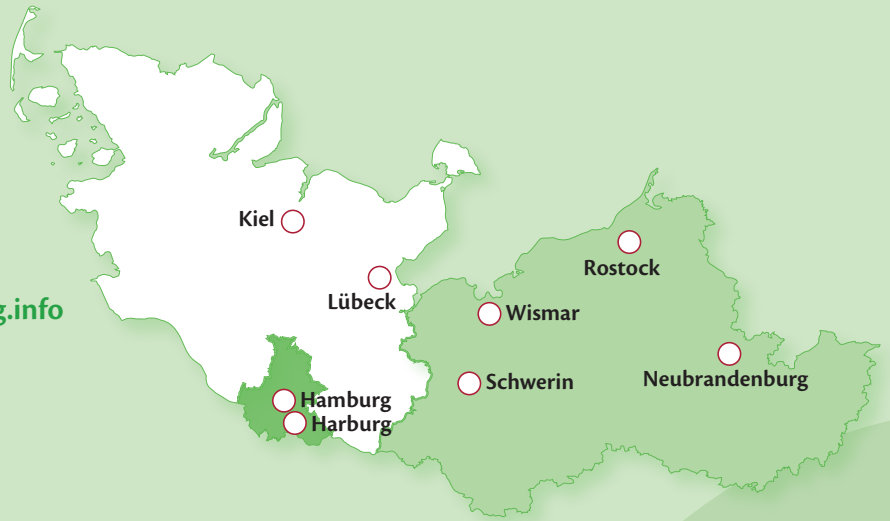 Kiel
Rostock
Lübeck
g.info
Wismar
Schwerin
Neubrandenburg
Hamburg
Harburg